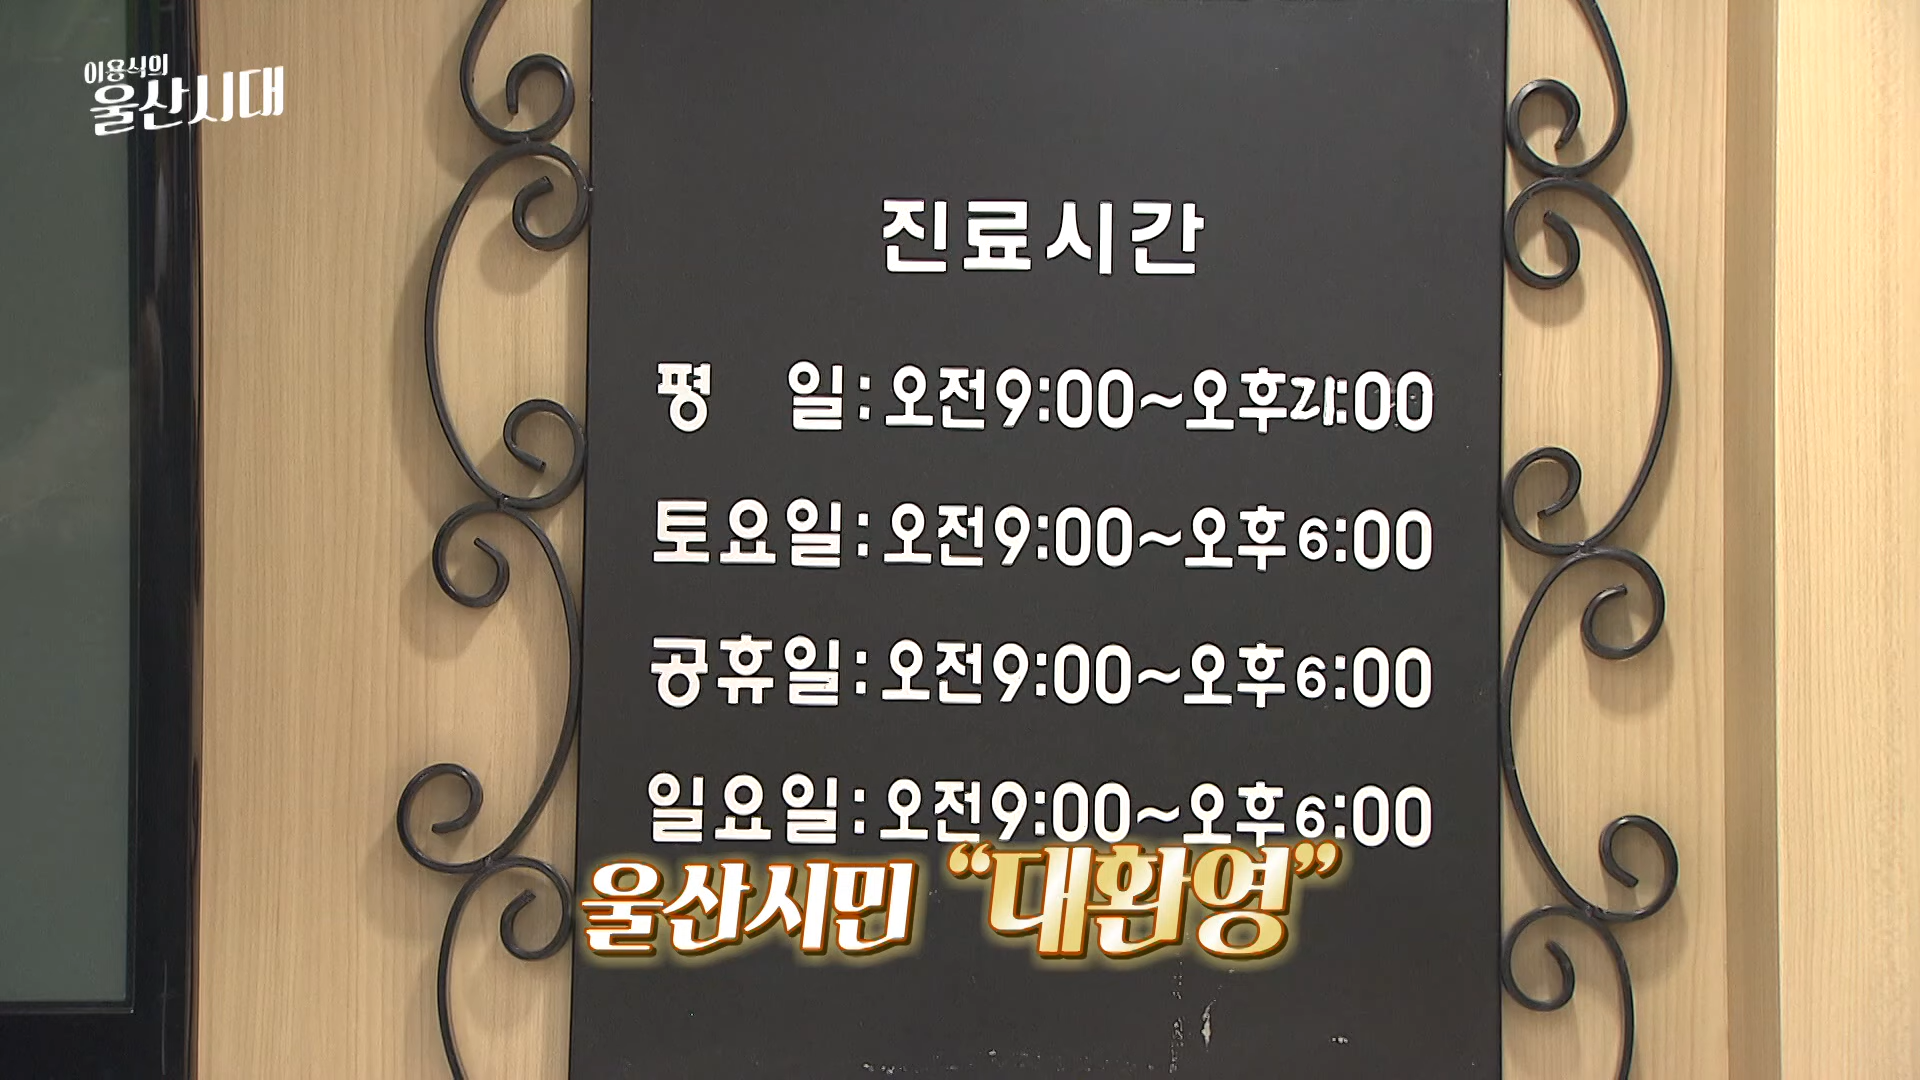 이용식의
울산시대
진료시간
평 일:오전9:00~오후21:00
토요일:오전9:00~오후6:00
공휴일:오전9:00~오후6:00
일요일:오전9:00~오후6:00
울산시민 “대환영”